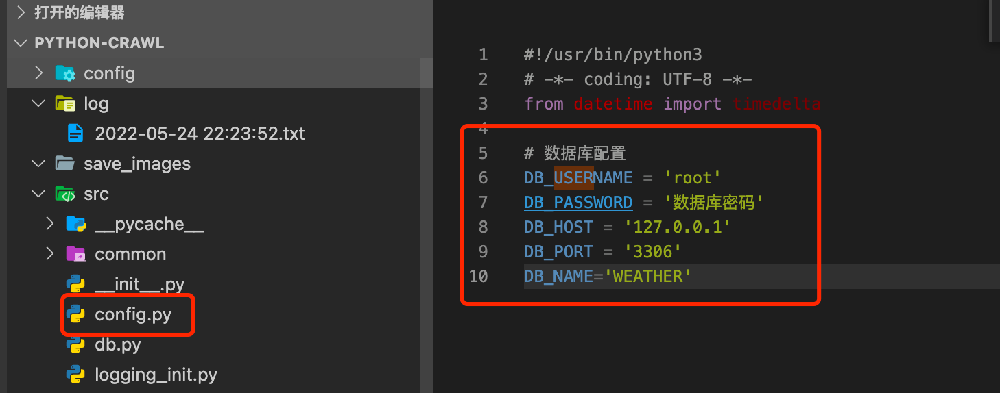 打开的编辑器
PYTHON-CRAWL
config
log
2022-05-24 22:23:52.txt
save_images
src
__pycache__
common
__init__.py
config.py
db.py
logging_init.py
1 #!/usr/bin/python3
2 # -*- coding: UTF-8 -*-
3 from datetime import timedelta
4
5 # 数据库配置
6 DB_USERNAME = 'root'
7 DB_PASSWORD = '数据库密码'
8 DB_HOST = '127.0.0.1'
9 DB_PORT = '3306'
10 DB_NAME='WEATHER'